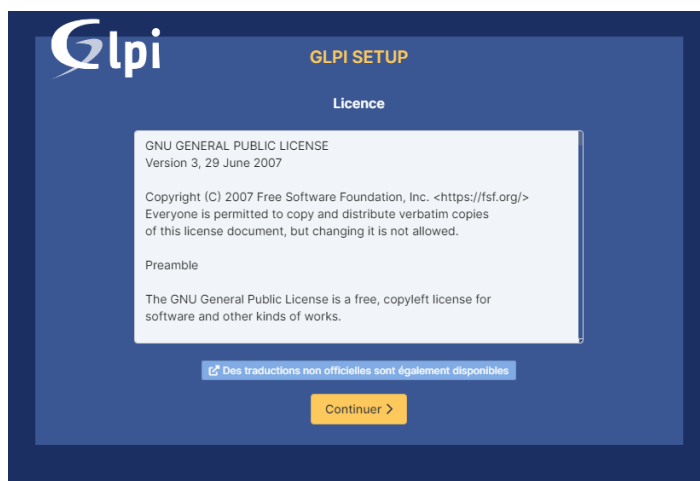 Glpi
GLPI SETUP
Licence
GNU GENERAL PUBLIC LICENSE
Version 3, 29 June 2007
Copyright (C) 2007 Free Software Foundation, Inc. <https://fsf.org/>
Everyone is permitted to copy and distribute verbatim copies
of this license document, but changing it is not allowed.
Preamble
The GNU General Public License is a free, copyleft license for
software and other kinds of works.
Des traductions non officielles sont également disponibles
Continuer